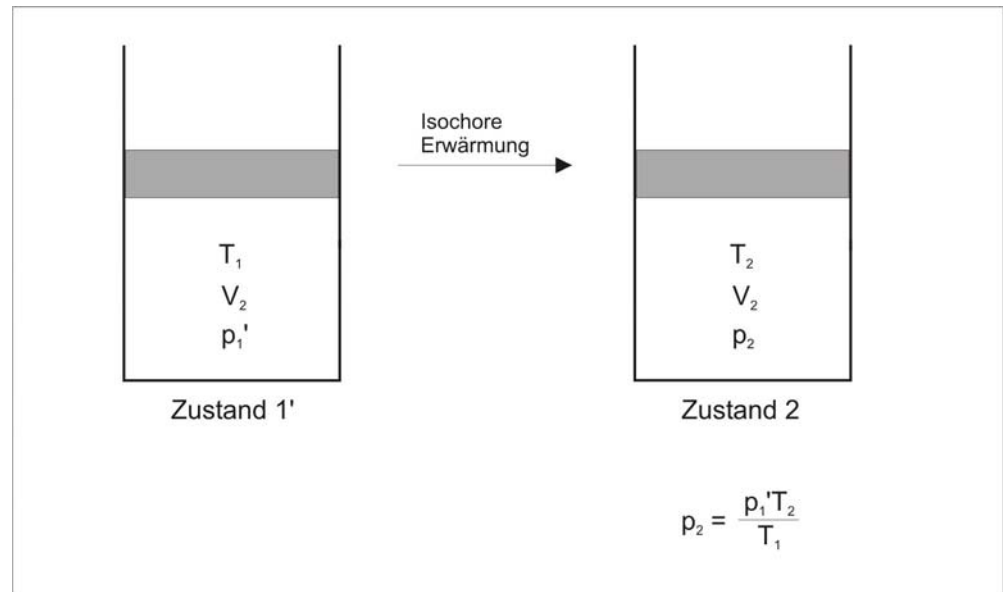 Isochore
Erwärmung
T₁
V₂
p₁'
Zustand 1'
T₂
V₂
p₂
Zustand 2
p₂ = p₁'T₂ / T₁